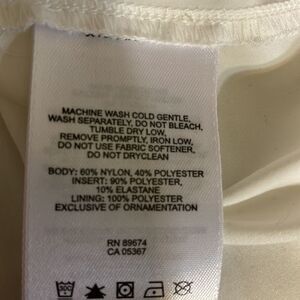 MACHINE WASH COLD GENTLE,
WASH SEPARATELY, DO NOT BLEACH,
TUMBLE DRY LOW,
REMOVE PROMPTLY, IRON LOW,
DO NOT USE FABRIC SOFTENER,
DO NOT DRYCLEAN
BODY: 60% NYLON, 40% POLYESTER
INSERT: 90% POLYESTER,
10% ELASTANE
LINING: 100% POLYESTER
EXCLUSIVE OF ORNAMENTATION
RN 89674
CA 05367